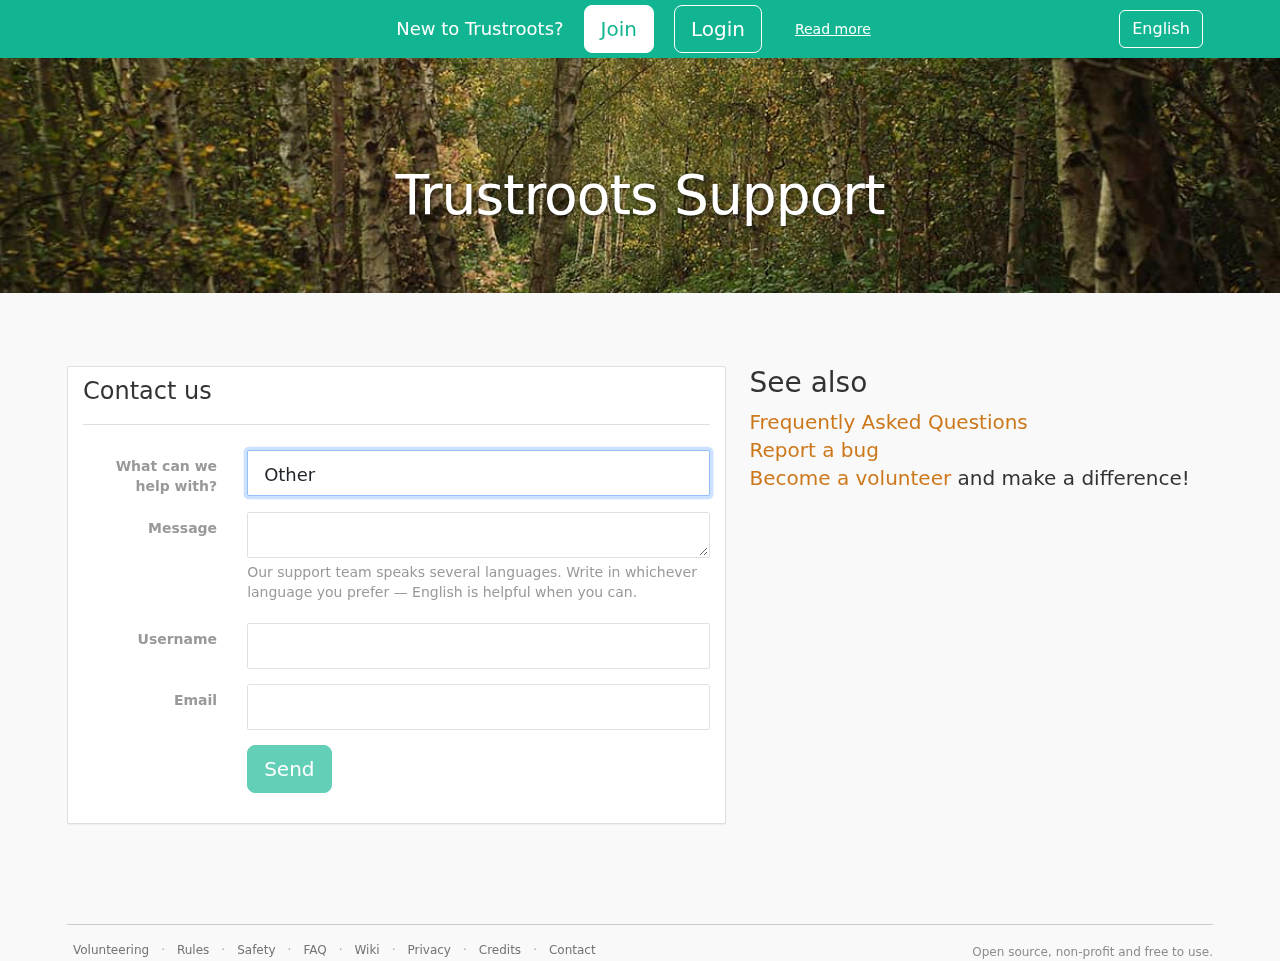 New to Trustroots? Join Login Read more English
Trustroots Support
Contact us
What can we
help with?
Other
Message
Our support team speaks several languages. Write in whichever
language you prefer — English is helpful when you can.
Username
Email
Send
See also
Frequently Asked Questions
Report a bug
Become a volunteer and make a difference!
Volunteering · Rules · Safety · FAQ · Wiki · Privacy · Credits · Contact
Open source, non-profit and free to use.